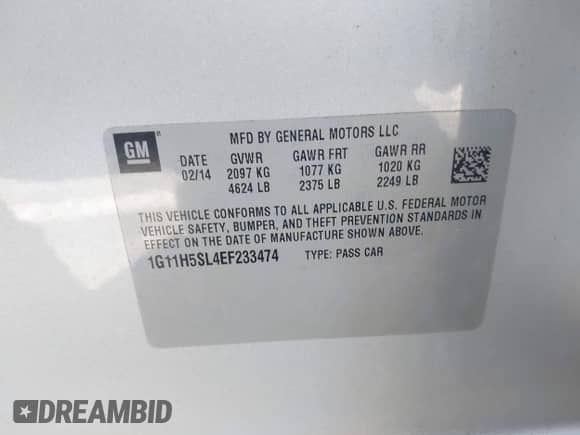 GM
MFD BY GENERAL MOTORS LLC
DATE GVWR GAWR FRT GAWR RR
02/14 2097 KG 1077 KG 1020 KG
4624 LB 2375 LB 2249 LB
THIS VEHICLE CONFORMS TO ALL APPLICABLE U.S. FEDERAL MOTOR
VEHICLE SAFETY, BUMPER, AND THEFT PREVENTION STANDARDS IN
EFFECT ON THE DATE OF MANUFACTURE SHOWN ABOVE.
1G11H5SL4EF233474 TYPE: PASS CAR
DREAMBID